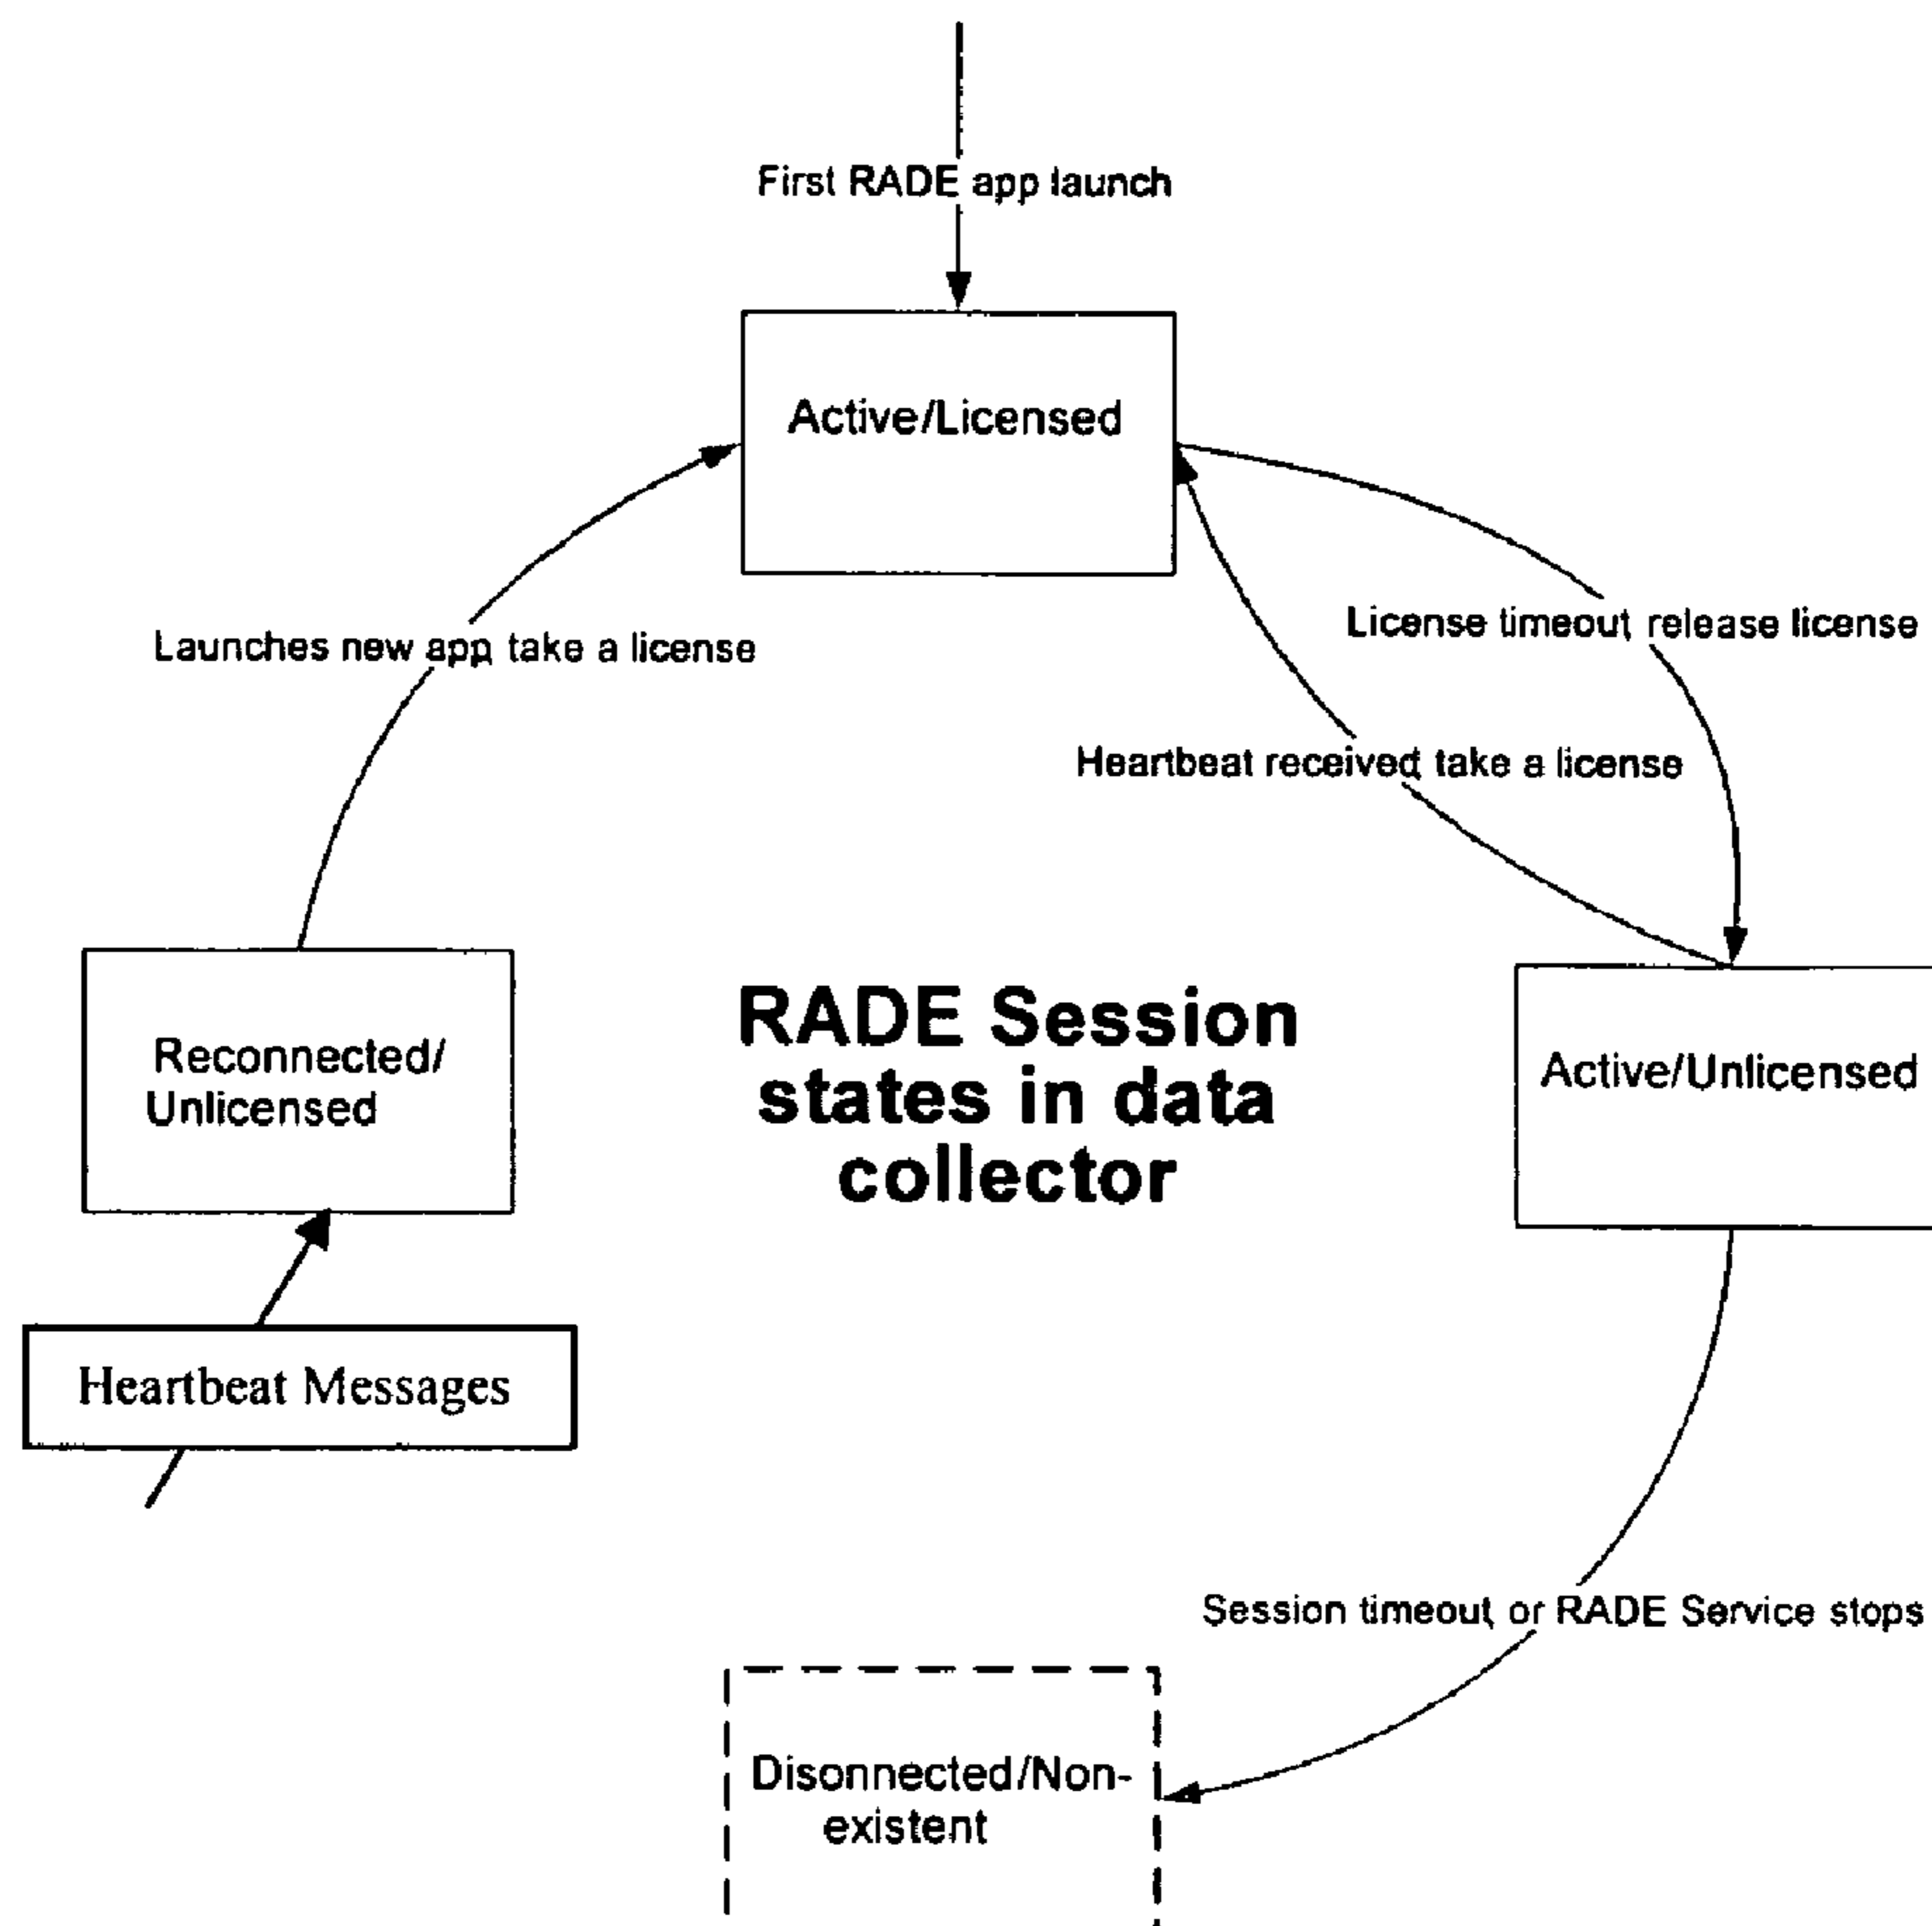 First RADE app launch
Active/Licensed
License timeout release license
Launches new app take a license
Heartbeat received take a license
RADE Session
states in data
collector
Reconnected/
Unlicensed
Active/Unlicensed
Heartbeat Messages
Session timeout or RADE Service stops
Disonnected/Non-
existent